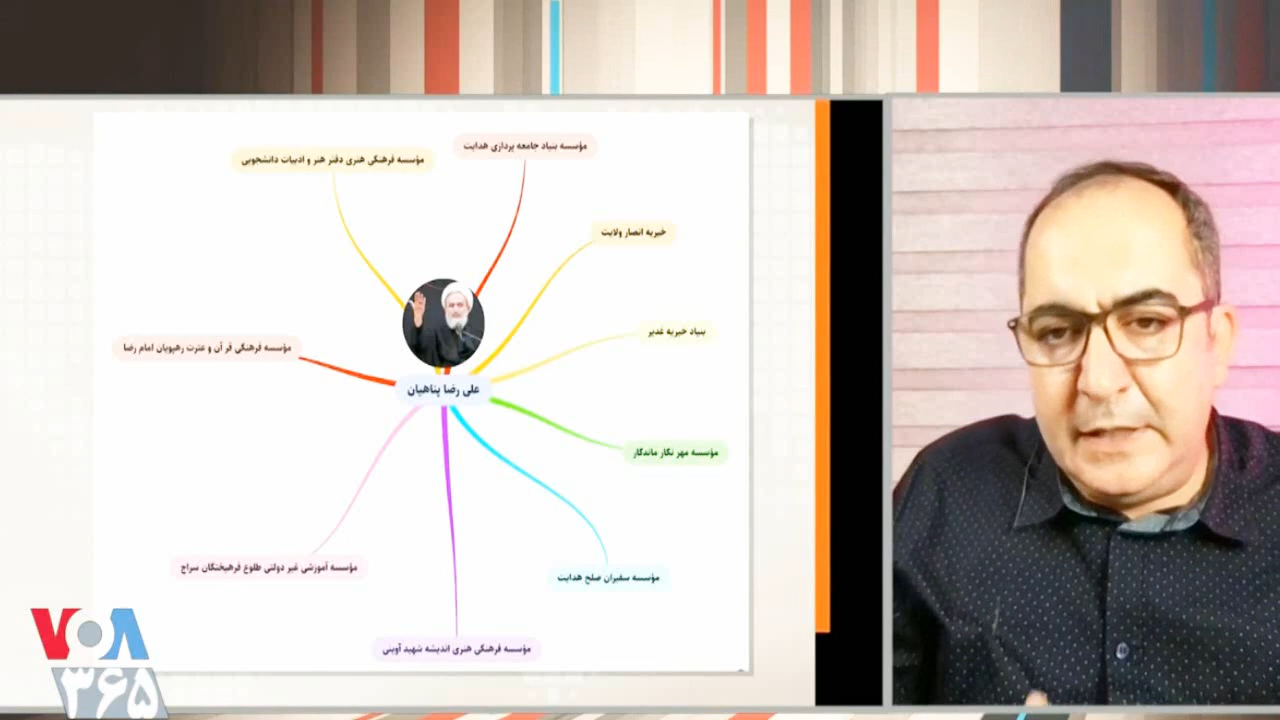 مؤسسه بنیاد جامعه پردازی هدایت
مؤسسه فرهنگی هنری دفتر هنر و ادبیات دانشجویی
خیریه انصار ولایت
بنیاد خیریه غدیر
مؤسسه فرهنگی قرآن و عترت رهپویان امام رضا
علی رضا پناهیان
مؤسسه مهر نگار ماندگار
مؤسسه آموزشی غیر دولتی طلوع فرهیختگان سراج
مؤسسه سفیران صلح هدایت
مؤسسه فرهنگی هنری اندیشه شهید آوینی
VOA
۳۶۵